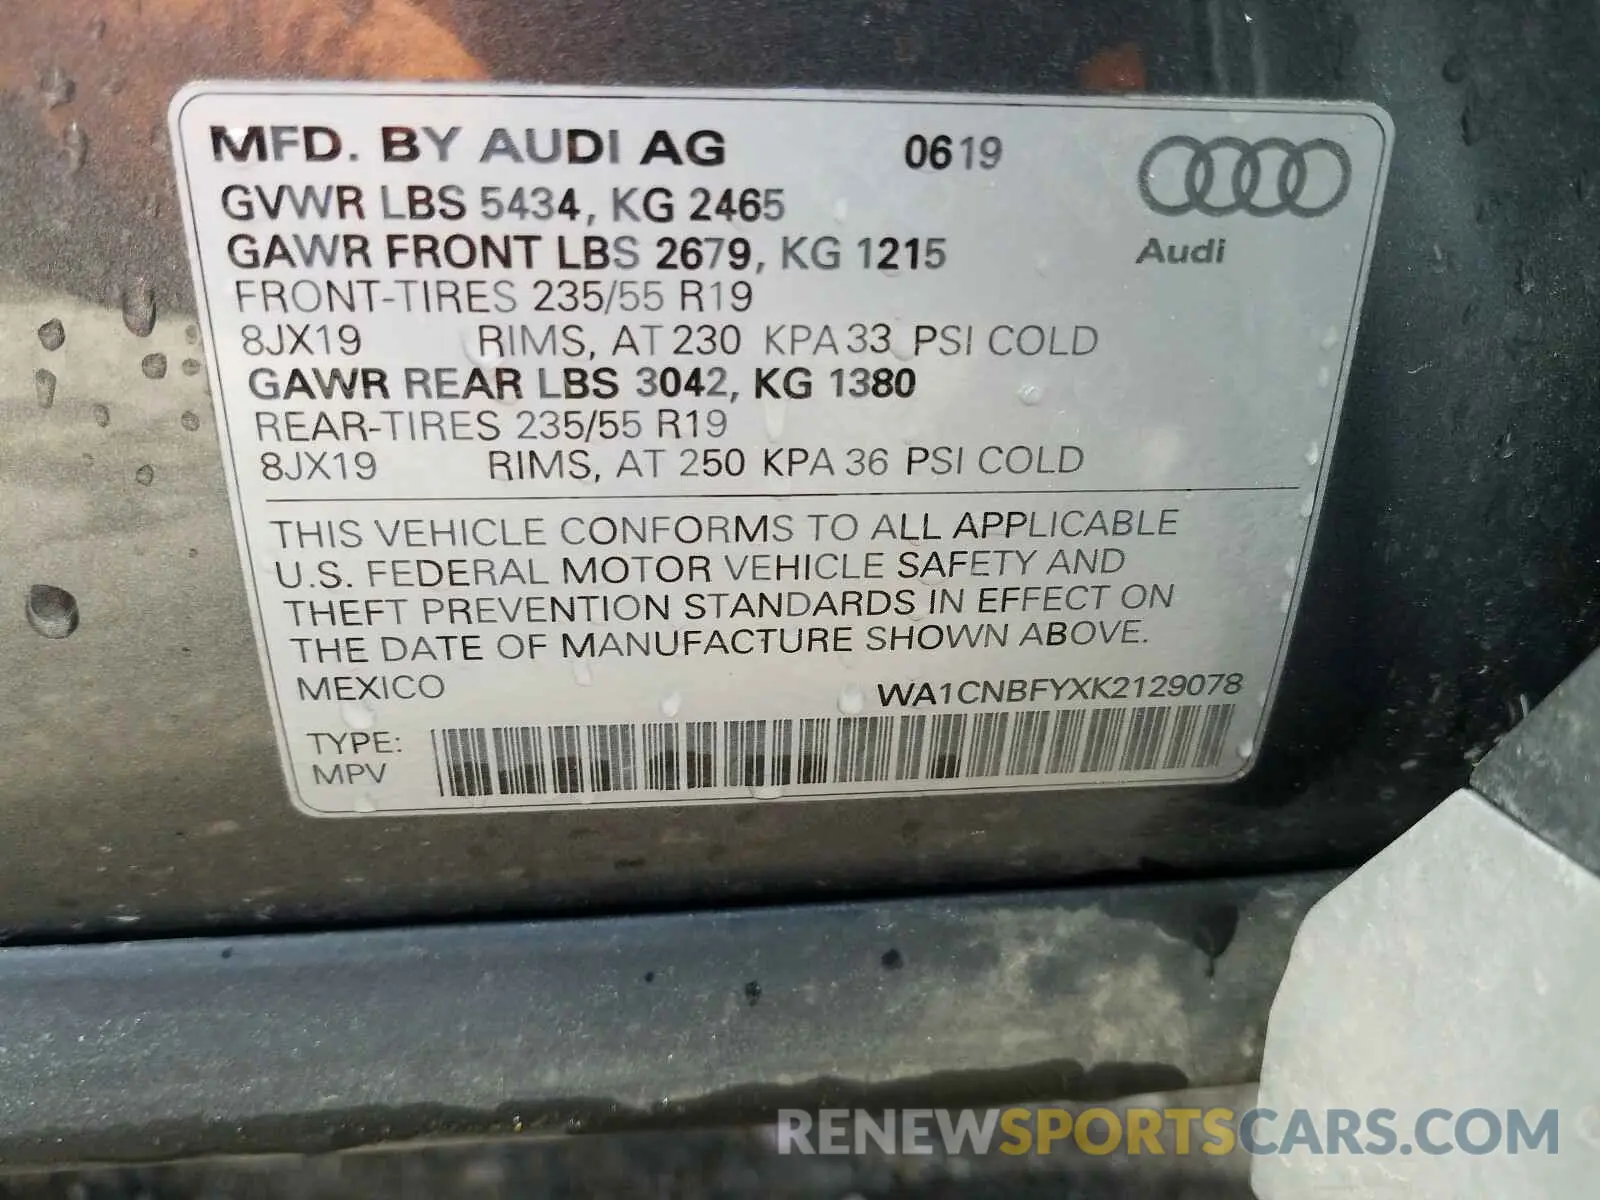 MFD. BY AUDI AG 0619
GVWR LBS 5434, KG 2465
GAWR FRONT LBS 2679, KG 1215
Audi
FRONT-TIRES 235/55 R19
8JX19 RIMS, AT 230 KPA 33 PSI COLD
GAWR REAR LBS 3042, KG 1380
REAR-TIRES 235/55 R19
8JX19 RIMS, AT 250 KPA 36 PSI COLD
THIS VEHICLE CONFORMS TO ALL APPLICABLE
U.S. FEDERAL MOTOR VEHICLE SAFETY AND
THEFT PREVENTION STANDARDS IN EFFECT ON
THE DATE OF MANUFACTURE SHOWN ABOVE.
MEXICO WA1CNBFYXK2129078
TYPE:
MPV
RENEWSPORTSCARS.COM